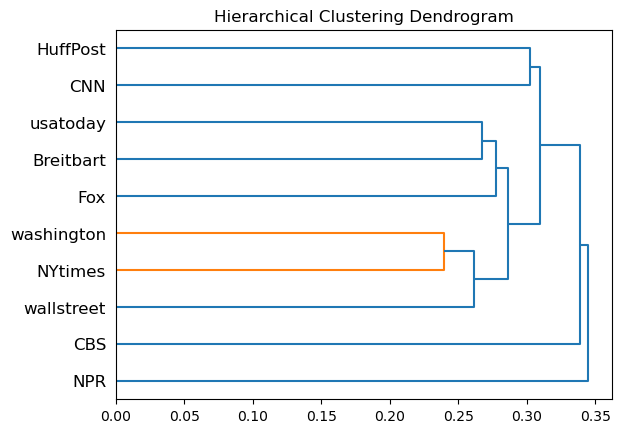 Hierarchical Clustering Dendrogram
HuffPost
CNN
usatoday
Breitbart
Fox
washington
NYtimes
wallstreet
CBS
NPR
0.00 0.05 0.10 0.15 0.20 0.25 0.30 0.35